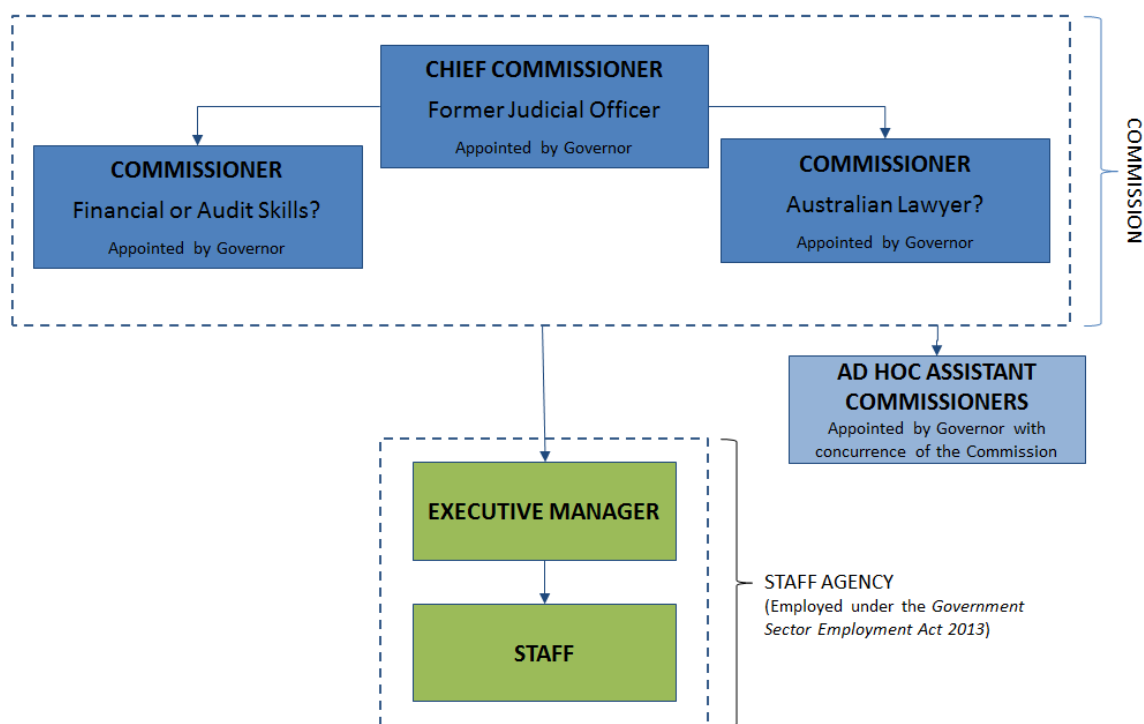 CHIEF COMMISSIONER
Former Judicial Officer
Appointed by Governor
COMMISSIONER
Financial or Audit Skills?
Appointed by Governor
COMMISSIONER
Australian Lawyer?
Appointed by Governor
COMMISSION
AD HOC ASSISTANT
COMMISSIONERS
Appointed by Governor with
concurrence of the Commission
EXECUTIVE MANAGER
STAFF
STAFF AGENCY
(Employed under the Government
Sector Employment Act 2013)